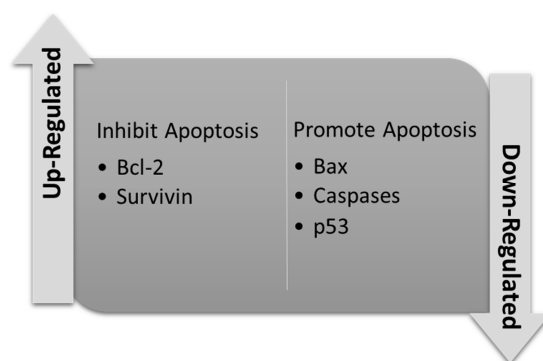 Up-Regulated
Inhibit Apoptosis
• Bcl-2
• Survivin
Promote Apoptosis
• Bax
• Caspases
• p53
Down-Regulated